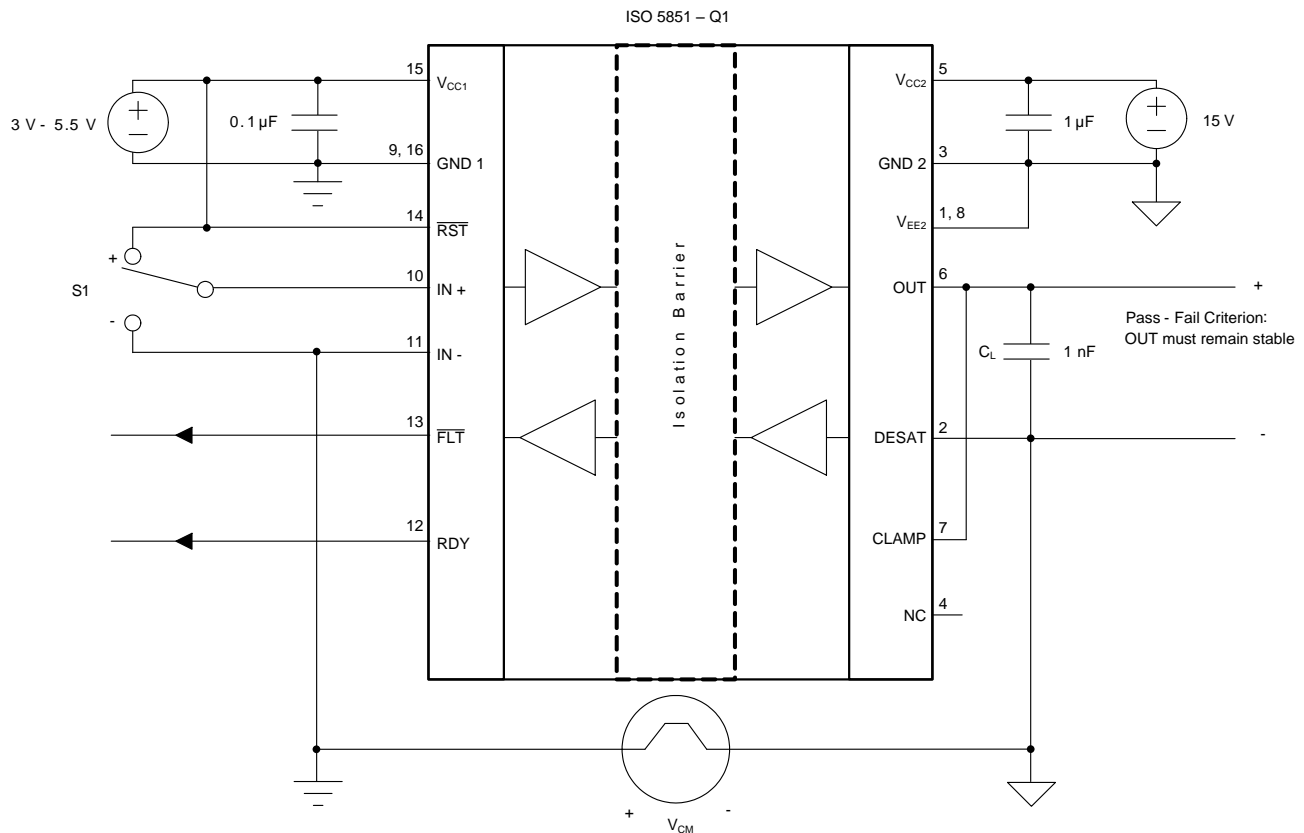 ISO 5851 – Q1
15
VCC1
5
VCC2
3 V - 5.5 V
+
–
0.1 µF
1 µF
+
–
15 V
9, 16
GND 1
3
GND 2
14
RST
1, 8
VEE2
+
S1
-
10
IN +
6
OUT
+
Pass - Fail Criterion:
OUT must remain stable
11
IN -
CL
1 nF
Isolation Barrier
13
FLT
2
DESAT
-
12
RDY
7
CLAMP
4
NC
+
-
VCM